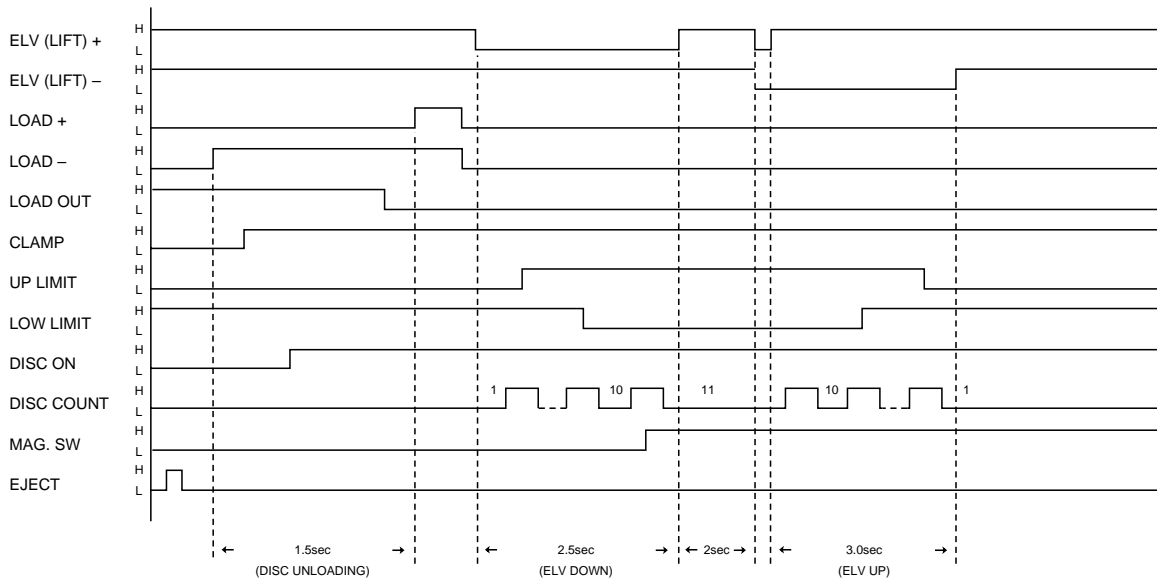 ELV (LIFT) + H L
ELV (LIFT) – H L
LOAD + H L
LOAD – H L
LOAD OUT H L
CLAMP H L
UP LIMIT H L
LOW LIMIT H L
DISC ON H L
DISC COUNT H L 1 10 11 10 1
MAG. SW H L
EJECT H L
← 1.5sec → ← 2.5sec → ← 2sec → ← 3.0sec →
(DISC UNLOADING) (ELV DOWN) (ELV UP)